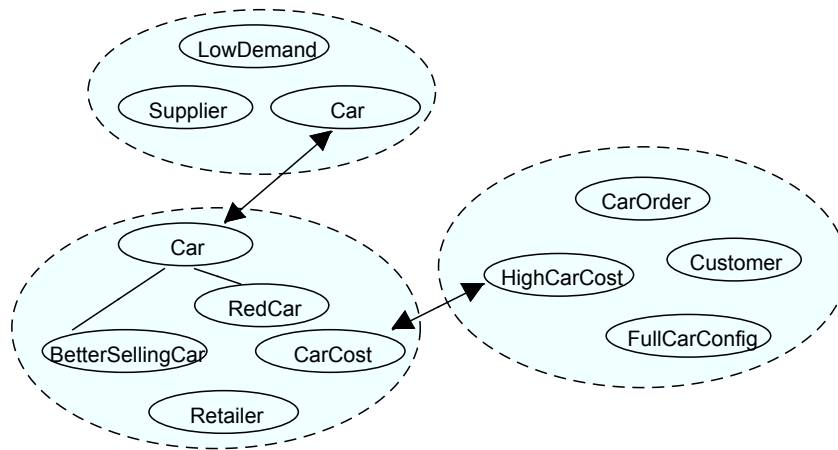 LowDemand
Supplier
Car
Car
RedCar
BetterSellingCar
CarCost
Retailer
CarOrder
Customer
HighCarCost
FullCarConfig